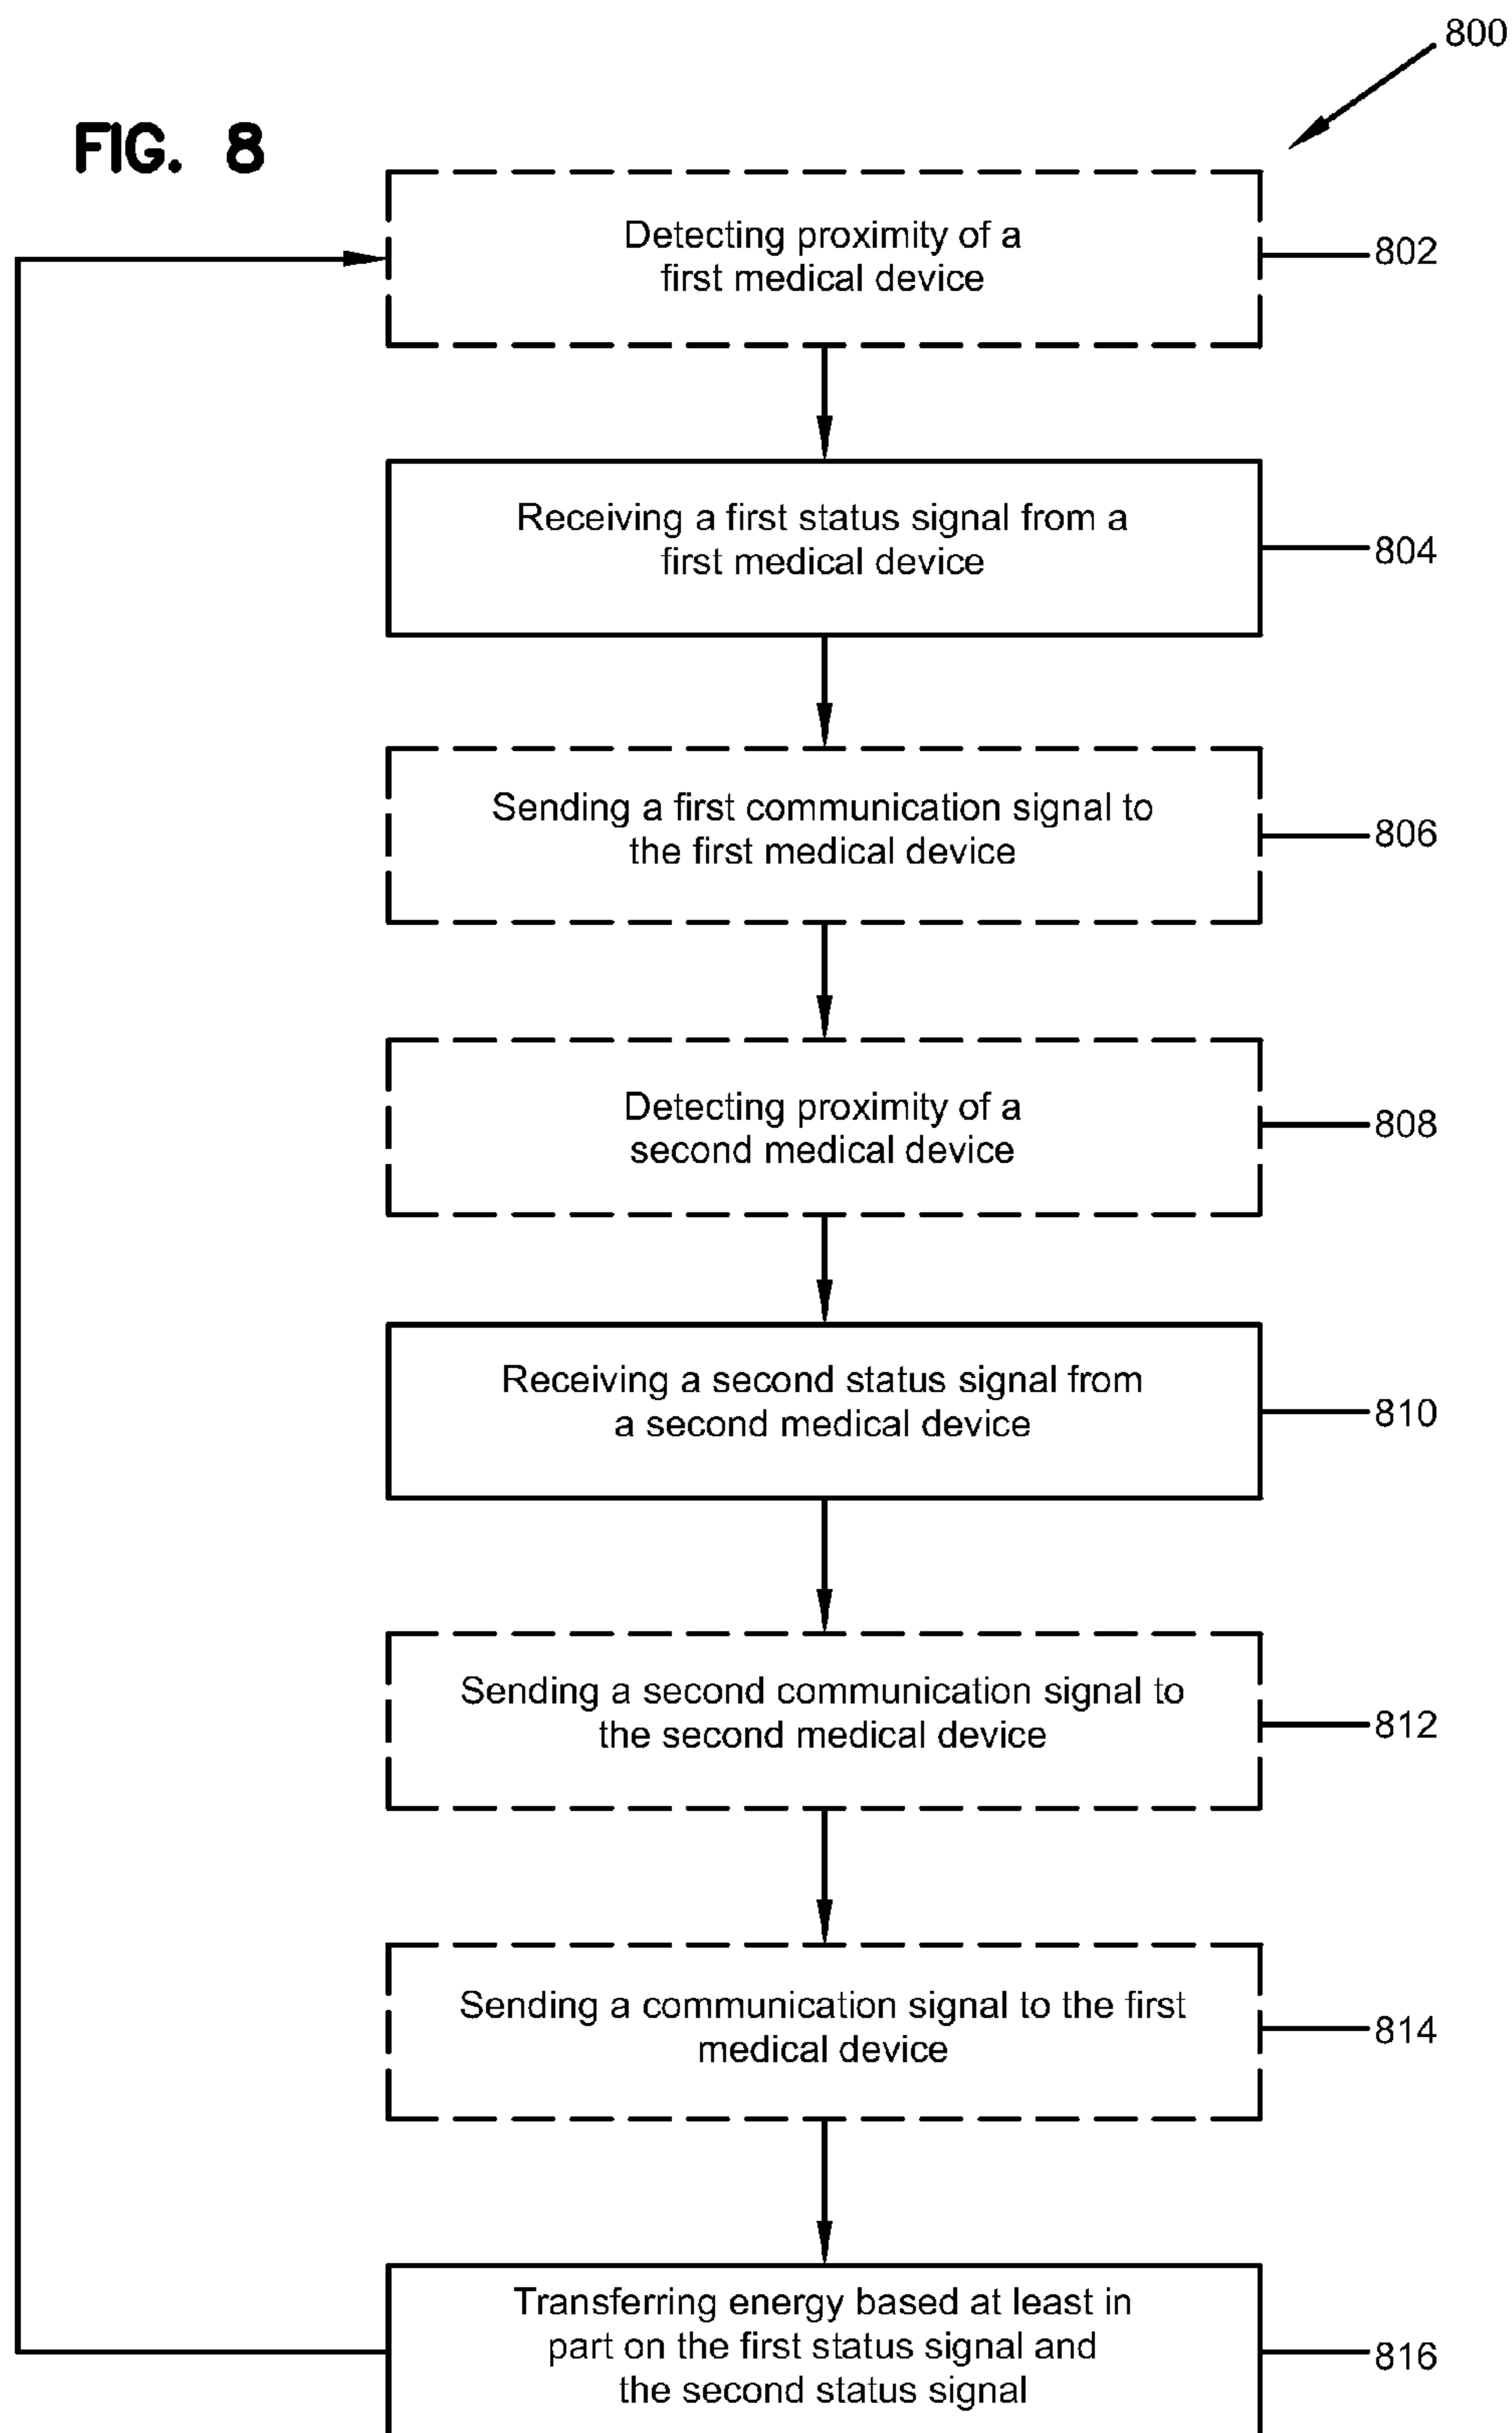 800
FIG. 8
Detecting proximity of a
first medical device
802
Receiving a first status signal from a
first medical device
804
Sending a first communication signal to
the first medical device
806
Detecting proximity of a
second medical device
808
Receiving a second status signal from
a second medical device
810
Sending a second communication signal to
the second medical device
812
Sending a communication signal to the first
medical device
814
Transferring energy based at least in
part on the first status signal and
the second status signal
816